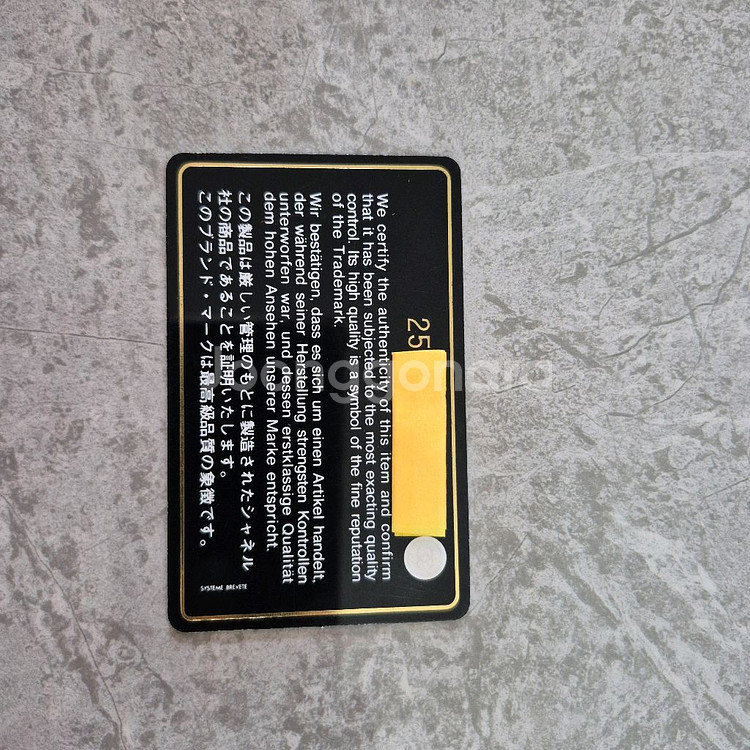 25
We certify the authenticity of this item and confirm
that it has been subjected to the most exacting quality
control. Its high quality is a symbol of the fine reputation
of the Trademark.
Wir bestätigen, dass es sich um einen Artikel handelt,
der während seiner Herstellung strengsten Kontrollen
unterworfen war, und dessen erstklassige Qualität
dem hohen Ansehen unserer Marke entspricht.
この製品は厳しい管理のもとに製造されたシャネル
社の商品であることを証明いたします。
このブランド・マークは最高級品質の象徴です。
SYSTEME BREVETE
joonggonara